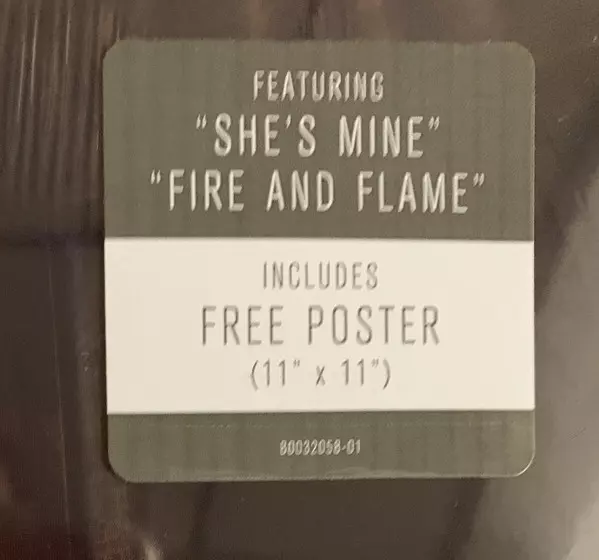 FEATURING
"SHE'S MINE"
"FIRE AND FLAME"
INCLUDES
FREE POSTER
(11" x 11")
80032058-01